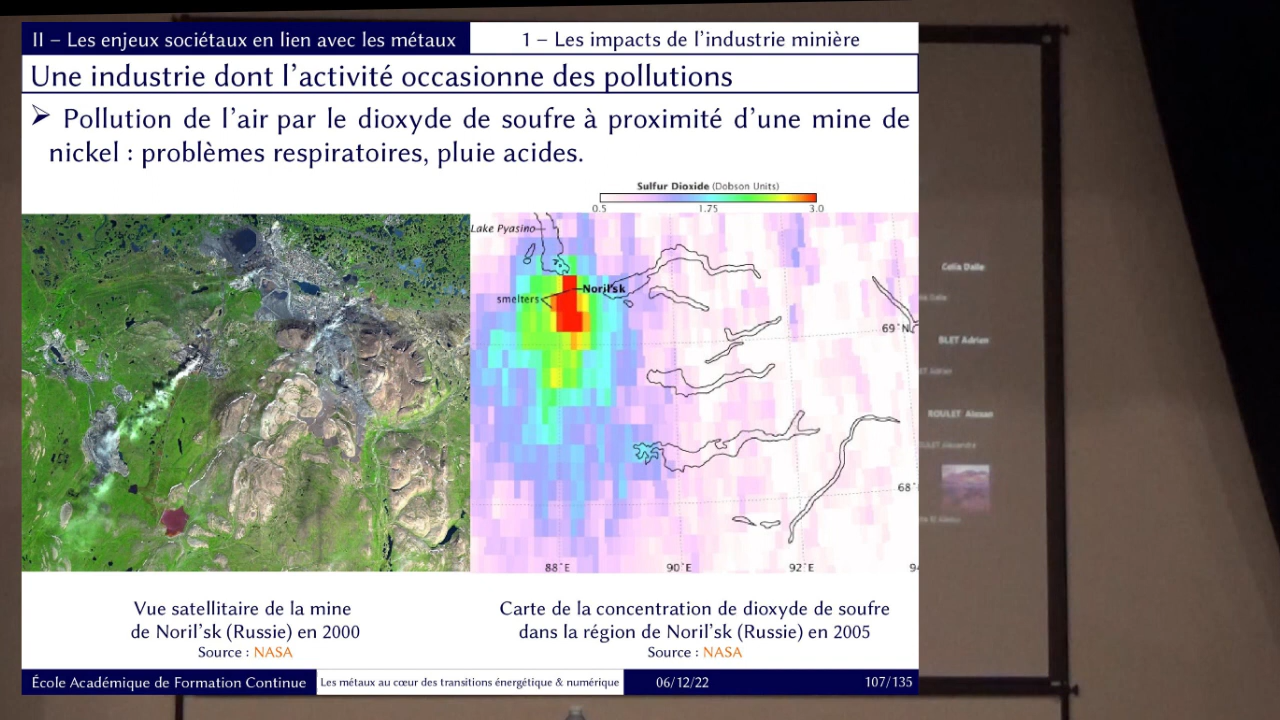 II – Les enjeux sociétaux en lien avec les métaux
1 – Les impacts de l'industrie minière
Une industrie dont l'activité occasionne des pollutions
➢ Pollution de l'air par le dioxyde de soufre à proximité d'une mine de
nickel : problèmes respiratoires, pluie acides.
Sulfur Dioxide (Dobson Units)
0.5 1.75 3.0
Lake Pyasino
Noril'sk
smelters
69°N
68°
88°E 90°E 92°E 94
Vue satellitaire de la mine
de Noril'sk (Russie) en 2000
Source : NASA
Carte de la concentration de dioxyde de soufre
dans la région de Noril'sk (Russie) en 2005
Source : NASA
École Académique de Formation Continue
Les métaux au cœur des transitions énergétique & numérique
06/12/22
107/135
Celia Dalle
BLET Adrien